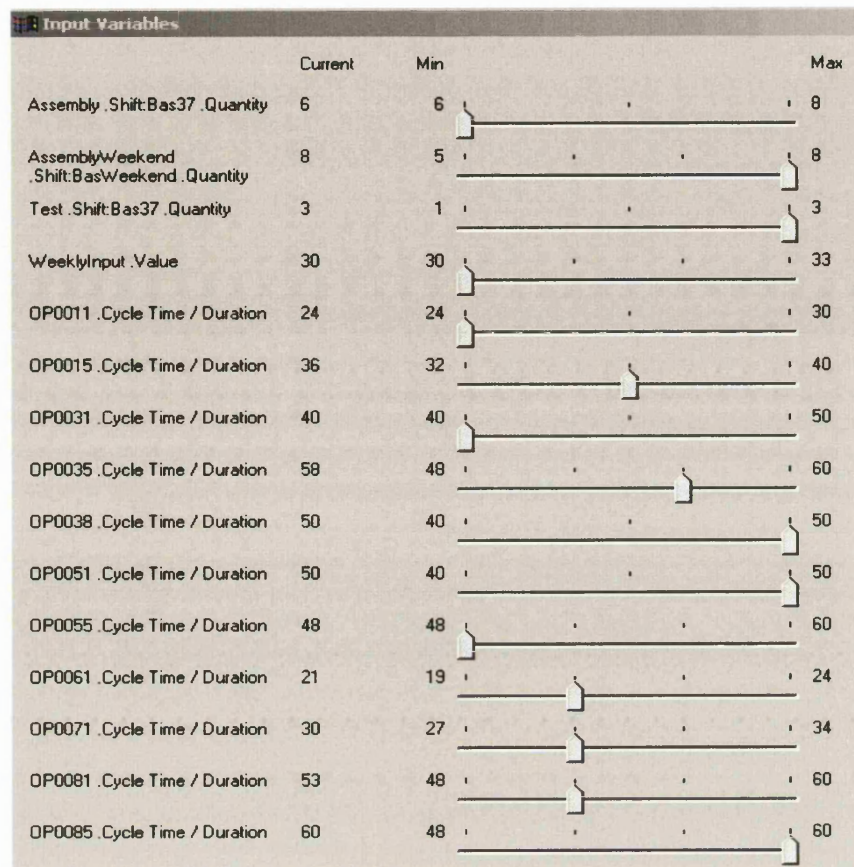 Input Variables
Current Min Max
Assembly .Shift:Bas37 .Quantity 6 6 8
AssemblyWeekend 8 5 8
.Shift:BasWeekend .Quantity
Test .Shift:Bas37 .Quantity 3 1 3
WeeklyInput .Value 30 30 33
OP0011 .Cycle Time / Duration 24 24 30
OP0015 .Cycle Time / Duration 36 32 40
OP0031 .Cycle Time / Duration 40 40 50
OP0035 .Cycle Time / Duration 58 48 60
OP0038 .Cycle Time / Duration 50 40 50
OP0051 .Cycle Time / Duration 50 40 50
OP0055 .Cycle Time / Duration 48 48 60
OP0061 .Cycle Time / Duration 21 19 24
OP0071 .Cycle Time / Duration 30 27 34
OP0081 .Cycle Time / Duration 53 48 60
OP0085 .Cycle Time / Duration 60 48 60